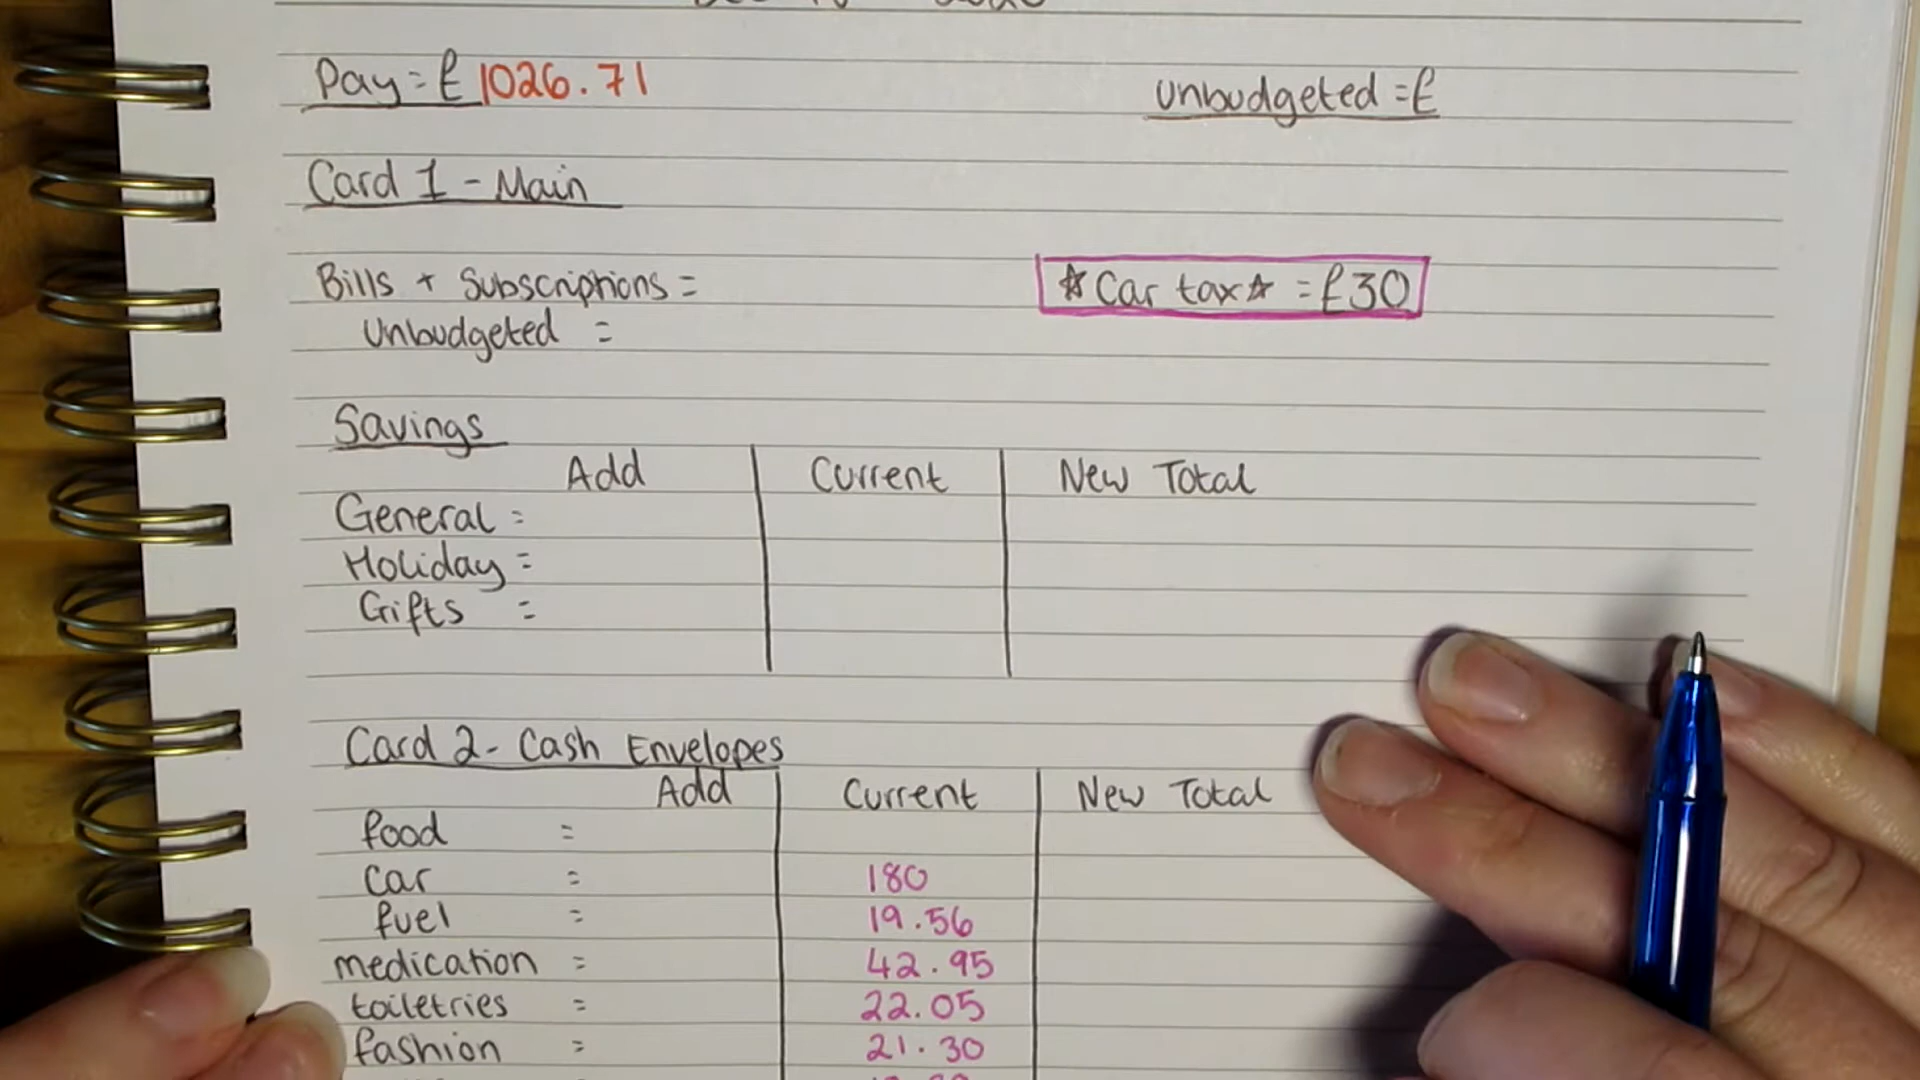 Pay = £ 1026.71 unbudgeted = £
Card 1 - Main
Bills + Subscriptions = ☆ Car tax ☆ = £30
Unbudgeted =
Savings
Add Current New Total
General =
Holiday =
Gifts =
Card 2 - Cash Envelopes
Add Current New Total
food =
car = 180
fuel = 19.56
medication = 42.95
toiletries = 22.05
fashion = 21.30